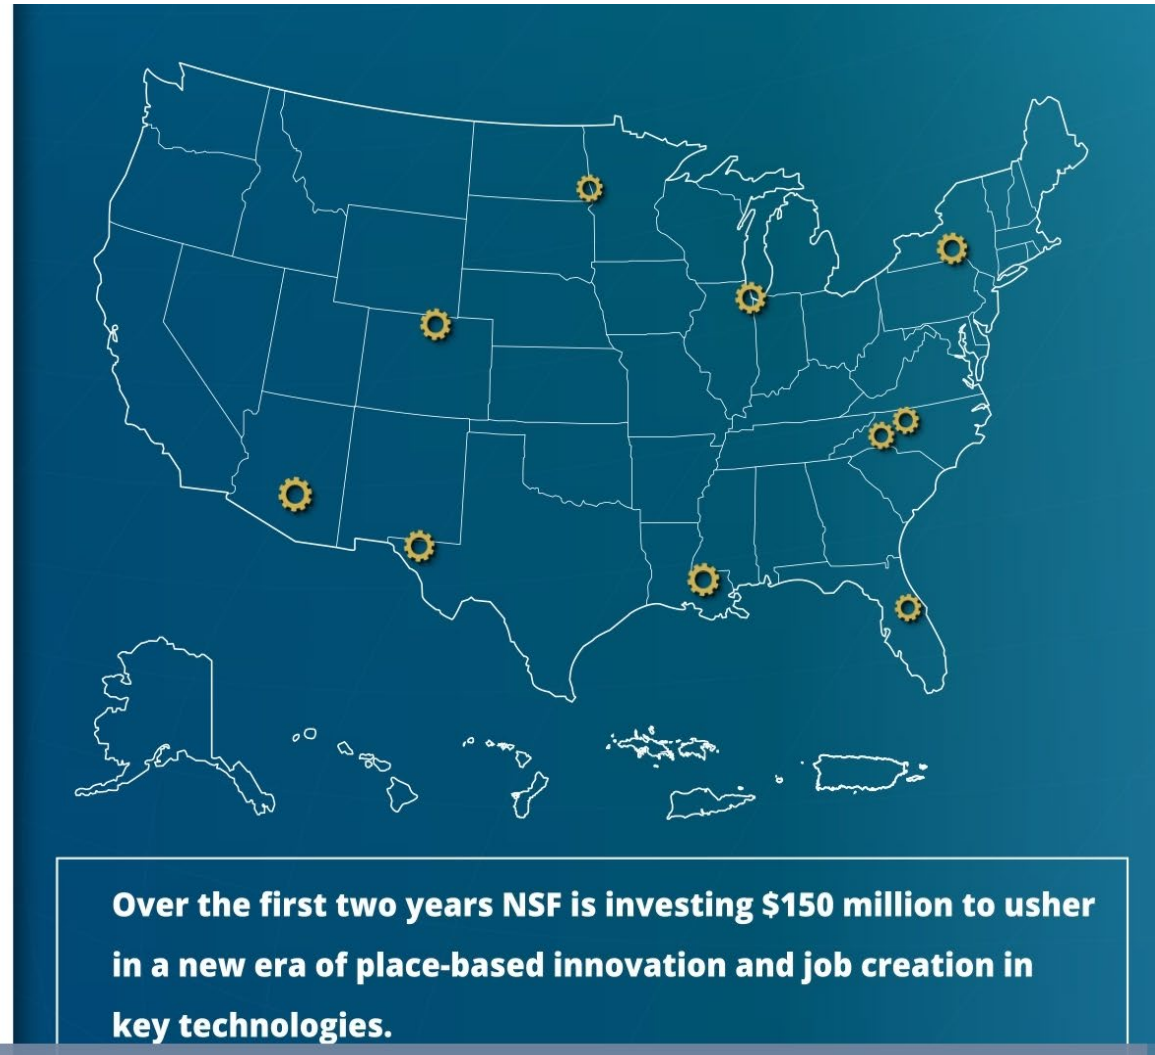 Over the first two years NSF is investing $150 million to usher
in a new era of place-based innovation and job creation in
key technologies.